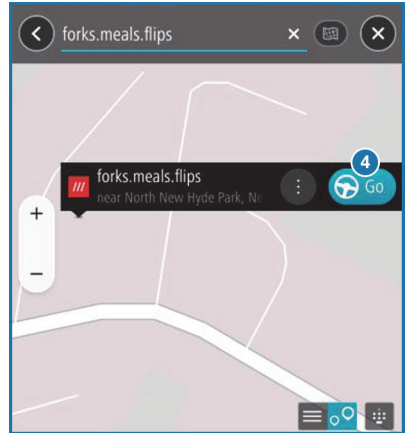 forks.meals.flips
4
forks.meals.flips
near North New Hyde Park, Ne
Go
+
−